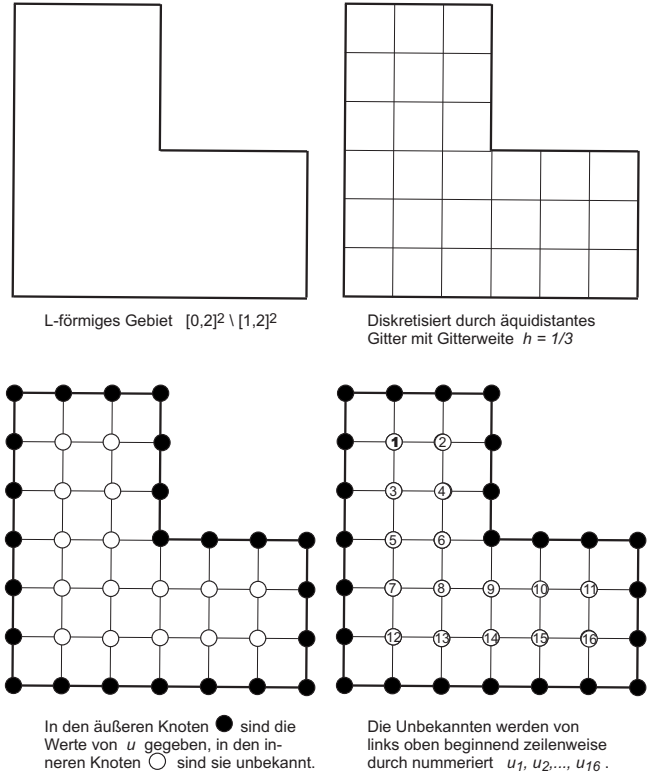 L-förmiges Gebiet [0,2]² \ [1,2]²
Diskretisiert durch äquidistantes
Gitter mit Gitterweite h = 1/3
1 2
3 4
5 6
7 8 9 10 11
12 13 14 15 16
In den äußeren Knoten ● sind die
Werte von u gegeben, in den in-
neren Knoten ○ sind sie unbekannt.
Die Unbekannten werden von
links oben beginnend zeilenweise
durch nummeriert u₁, u₂,..., u₁₆ .